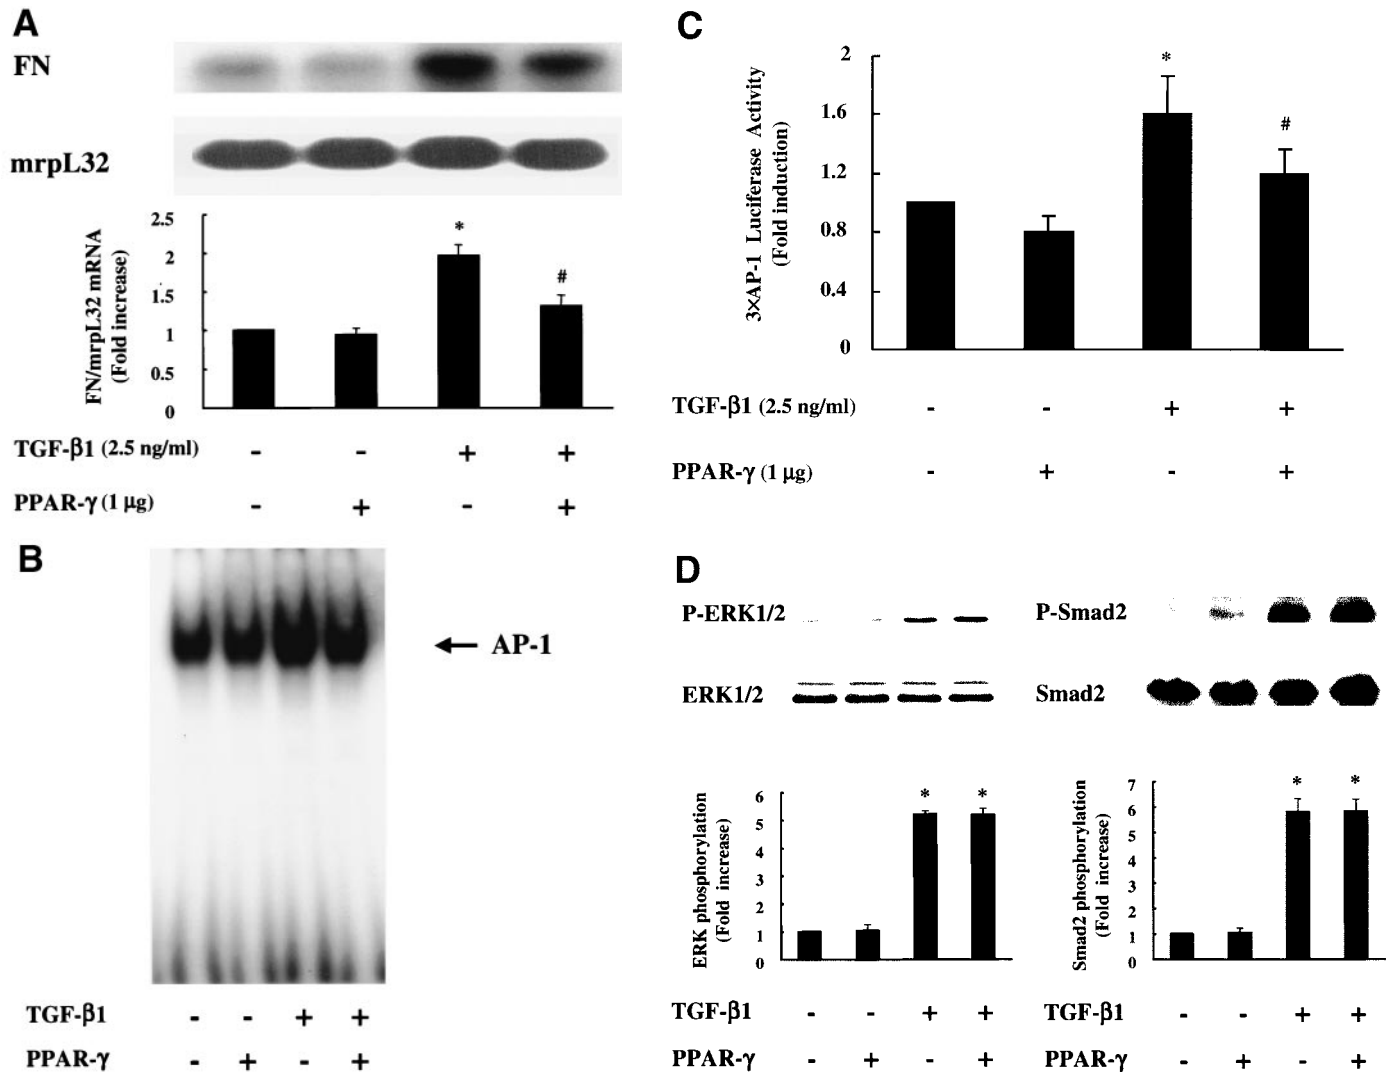 A
FN
mrpL32
FN/mrpL32 mRNA
(Fold increase)
2.5
2
1.5
1
0.5
0
*
#
TGF-β1 (2.5 ng/ml) - - + +
PPAR-γ (1 μg) - + - +
B
AP-1
TGF-β1 - - + +
PPAR-γ - + - +
C
3×AP-1 Luciferase Activity
(Fold induction)
2
1.6
1.2
0.8
0.4
0
*
#
TGF-β1 (2.5 ng/ml) - - + +
PPAR-γ (1 μg) - + - +
D
P-ERK1/2
ERK1/2
ERK phosphorylation
(Fold increase)
6
5
4
3
2
1
0
* *
TGF-β1 - - + +
PPAR-γ - + - +
P-Smad2
Smad2
Smad2 phosphorylation
(Fold increase)
7
6
5
4
3
2
1
0
* *
TGF-β1 - - + +
PPAR-γ - + - +